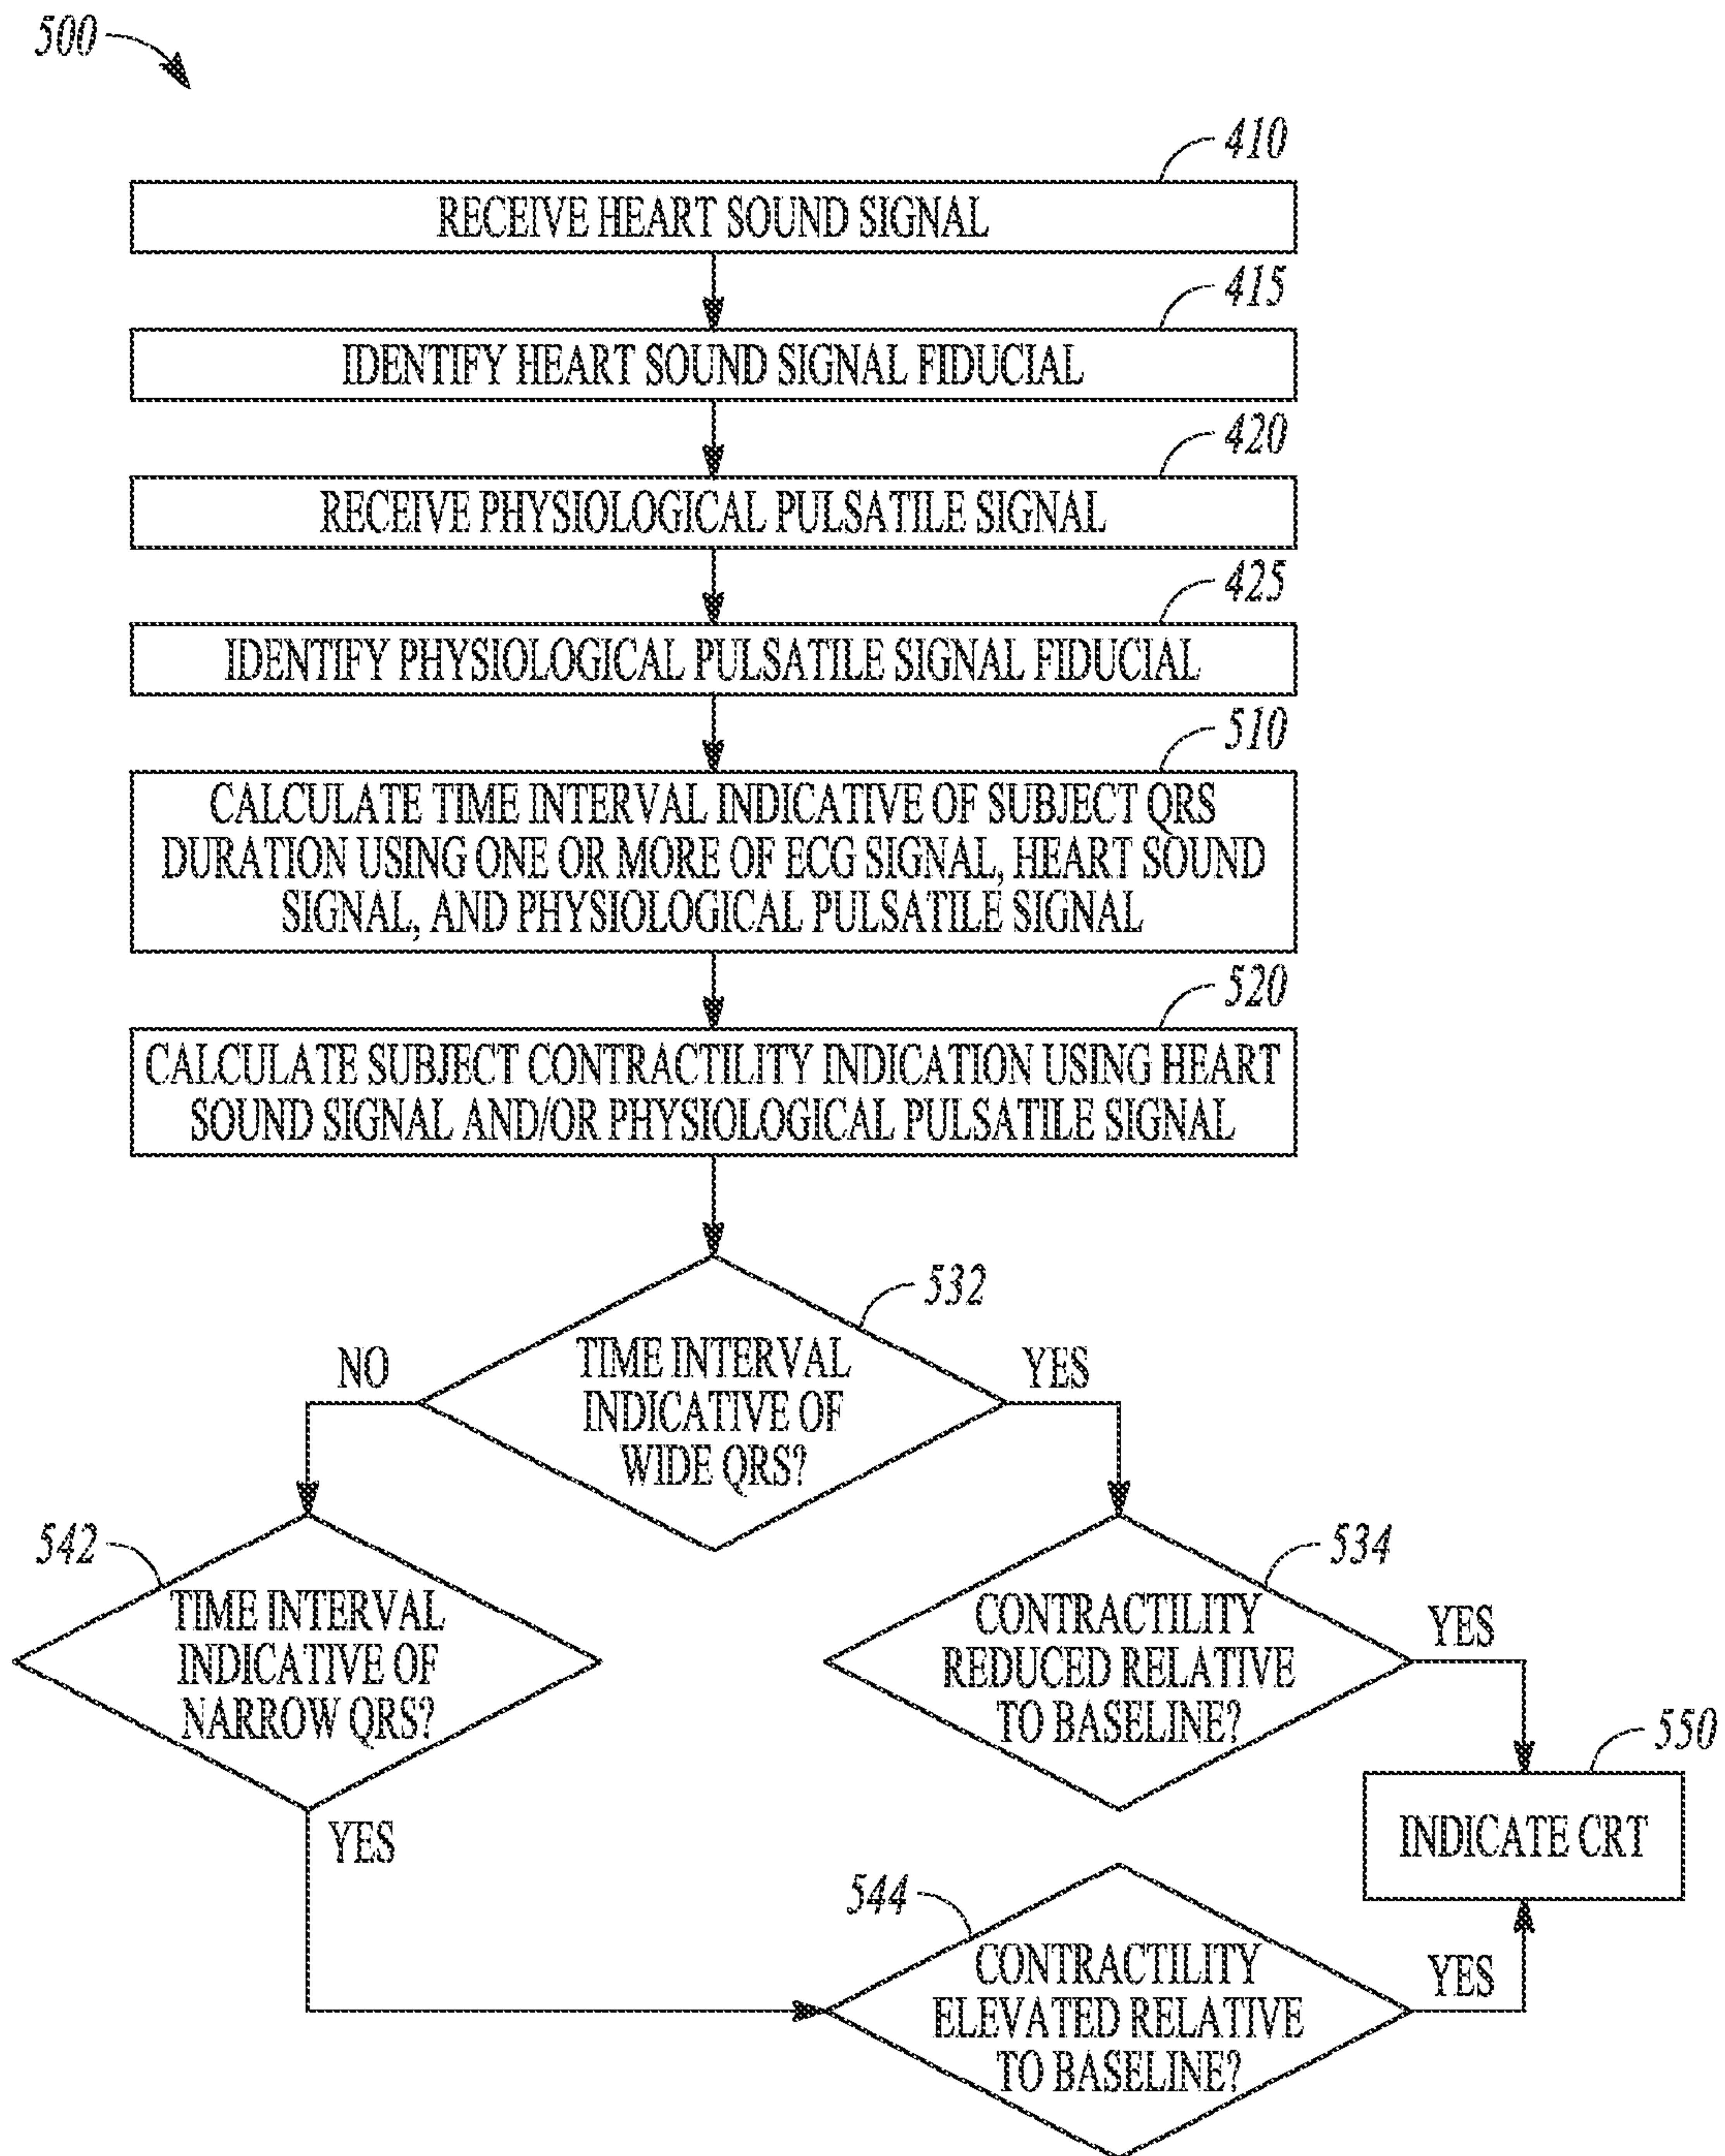 500
410
RECEIVE HEART SOUND SIGNAL
415
IDENTIFY HEART SOUND SIGNAL FIDUCIAL
420
RECEIVE PHYSIOLOGICAL PULSATILE SIGNAL
425
IDENTIFY PHYSIOLOGICAL PULSATILE SIGNAL FIDUCIAL
510
CALCULATE TIME INTERVAL INDICATIVE OF SUBJECT QRS
DURATION USING ONE OR MORE OF ECG SIGNAL, HEART SOUND
SIGNAL, AND PHYSIOLOGICAL PULSATILE SIGNAL
520
CALCULATE SUBJECT CONTRACTILITY INDICATION USING HEART
SOUND SIGNAL AND/OR PHYSIOLOGICAL PULSATILE SIGNAL
532
TIME INTERVAL
INDICATIVE OF
WIDE QRS?
NO
YES
542
TIME INTERVAL
INDICATIVE OF
NARROW QRS?
YES
534
CONTRACTILITY
REDUCED RELATIVE
TO BASELINE?
YES
550
INDICATE CRT
544
CONTRACTILITY
ELEVATED RELATIVE
TO BASELINE?
YES